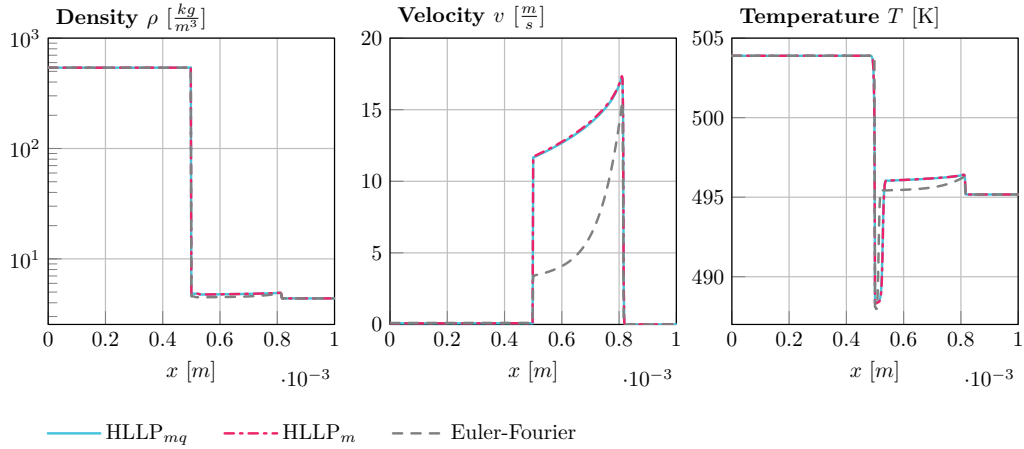 Density ρ [kg/m³] Velocity v [m/s] Temperature T [K]
10³ 20 505
10² 15 500
10 495
10¹ 5 490
0
0 0.2 0.4 0.6 0.8 1 0 0.2 0.4 0.6 0.8 1 0 0.2 0.4 0.6 0.8 1
x [m] ·10⁻³ x [m] ·10⁻³ x [m] ·10⁻³
HLLP_mq HLLP_m Euler-Fourier